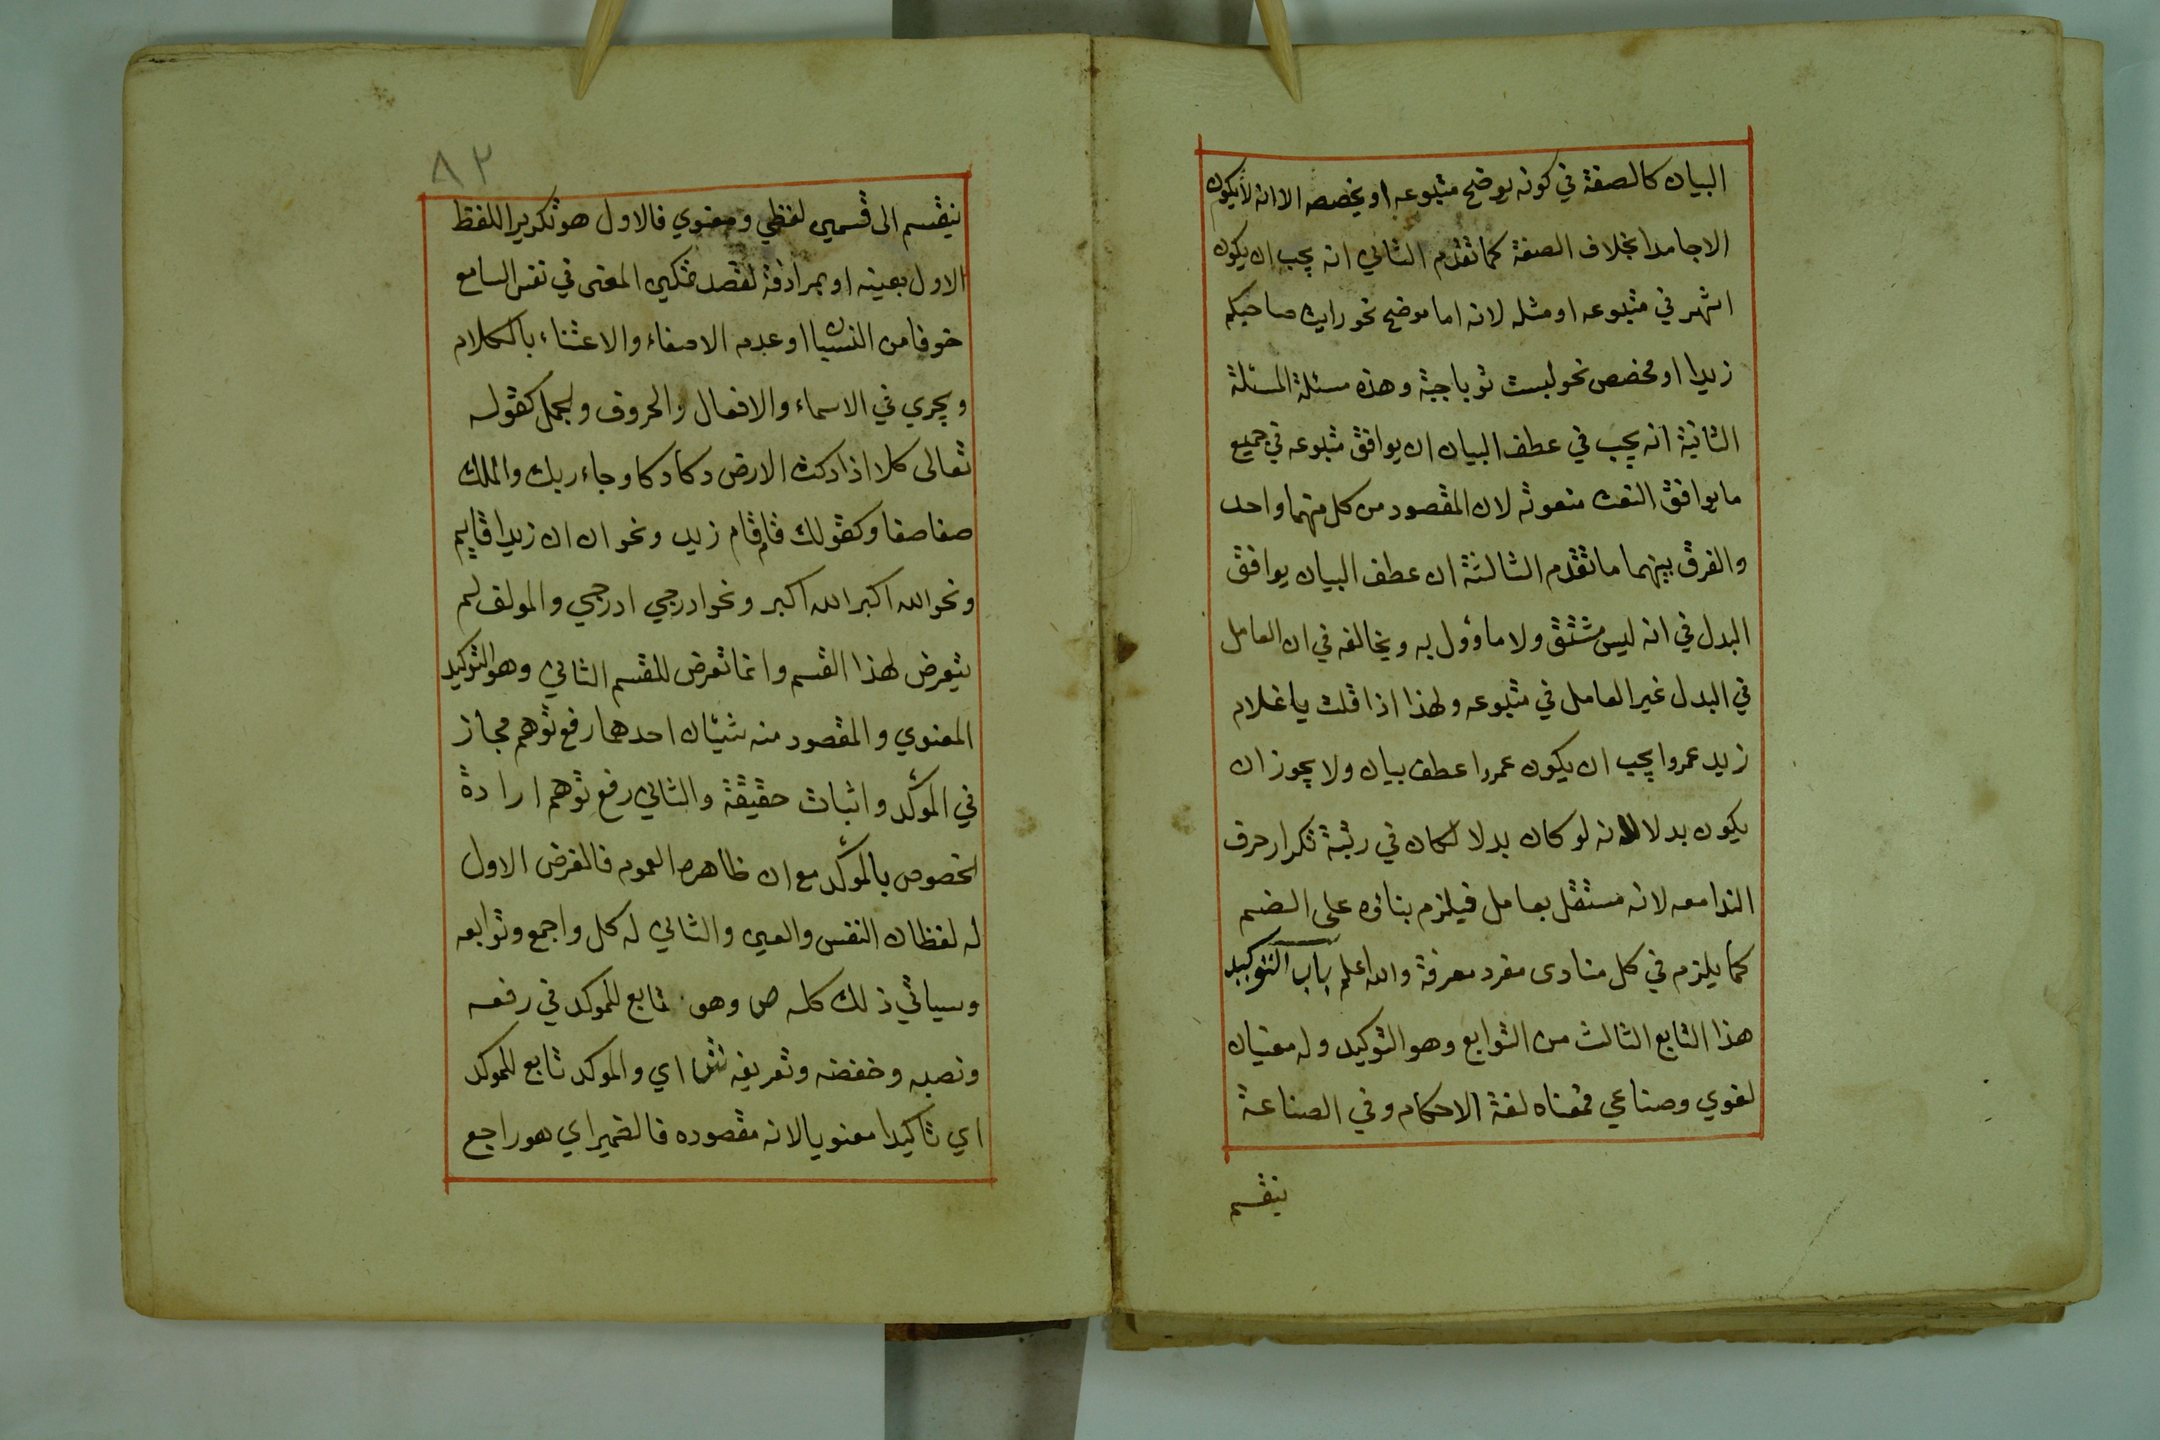 البيان كالصفة في كونه يوضح متبوعه او يخصصه الا انه لا يكون
الا جامدا بخلاف الصفة كما تقدم الثاني انه يجب ان يكون
اشهر في متبوعه او مثله لانه اما موضح نحو رايت صاحبكم
زيدا او مخصص نحو لبست ثوبا جبة وهذه مسئلة المسئلة
الثانية انه يجب في عطف البيان ان يوافق متبوعه في جميع
ما يوافق النعت منعوته لان المقصود من كل منهما واحد
والفرق بينهما ما تقدم الثالثة ان عطف البيان يوافق
البدل في انه ليس مشتق ولا ما وول به ويخالفه في ان العامل
في البدل غير العامل في متبوعه ولهذا اذا قلت يا غلام
زيد عمروا يجب ان يكون عمروا عطف بيان ولا يجوز ان
يكون بدلا لانه لو كان بدلا لكان في رتبة تكرار حرف
الندا معه لانه مستقل بعامل فيلزم بنائه على الضم
كما يلزم في كل منادى مفرد معرفة والله اعلم باب التوكيد
هذا التابع الثالث من التوابع وهو التوكيد وله معنيان
لغوي وصناعي فمعناه لغة الاحكام وفي الصناعة
ينقسم
٨٢
ينقسم الى قسمين لفظي ومعنوي فالاول هو تكرير اللفظ
الاول بعينه او بمرادفة لقصد تمكين المعنى في نفس السامع
خوفا من النسيان او عدم الاصغاء والاعتناء بالكلام
ويجري في الاسماء والافعال والحروف والجمل كقوله
تعالى كلا اذا دكت الارض دكا دكا وجاء ربك والملك
صفا صفا وكقولك قام قام زيد ونحو ان ان زيدا قايم
ونحو الله اكبر الله اكبر ونحو ادرجي ادرجي والمولف لم
يتعرض لهذا القسم وانما تعرض للقسم الثاني وهو التوكيد
المعنوي والمقصود منه شيئان احدهما رفع توهم مجاز
في المؤكد واثبات حقيقة والثاني رفع توهم ارادة
الخصوص بالمؤكد مع ان ظاهره العموم فالغرض الاول
له لفظان النفس والعين والثاني له كل واجمع وتوابعه
وسياتي ذلك كله ص وهو تابع للموكد في رفعه
ونصبه وخفضه وتعريفه ش اي والموكد تابع للموكد
اي تاكيدا معنويا لانه مقصوده فالضمير اي هو راجع